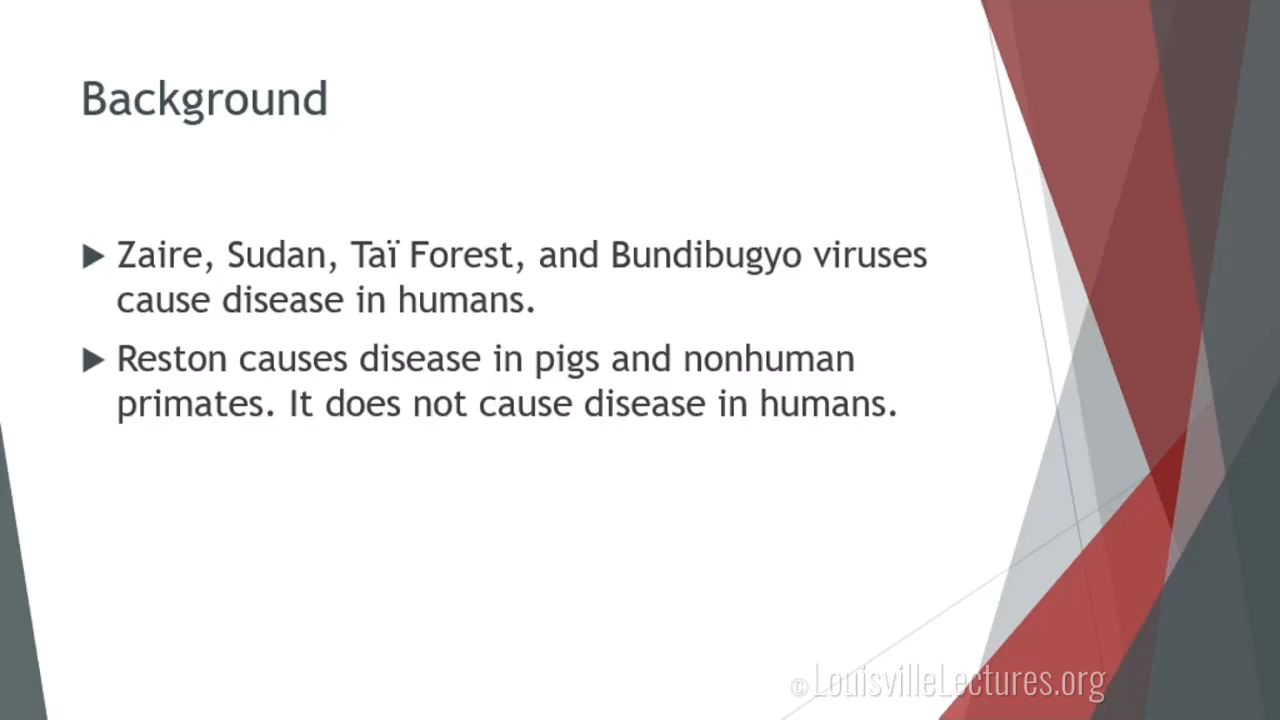 Background
Zaire, Sudan, Taï Forest, and Bundibugyo viruses
cause disease in humans.
Reston causes disease in pigs and nonhuman
primates. It does not cause disease in humans.
©LouisvilleLectures.org